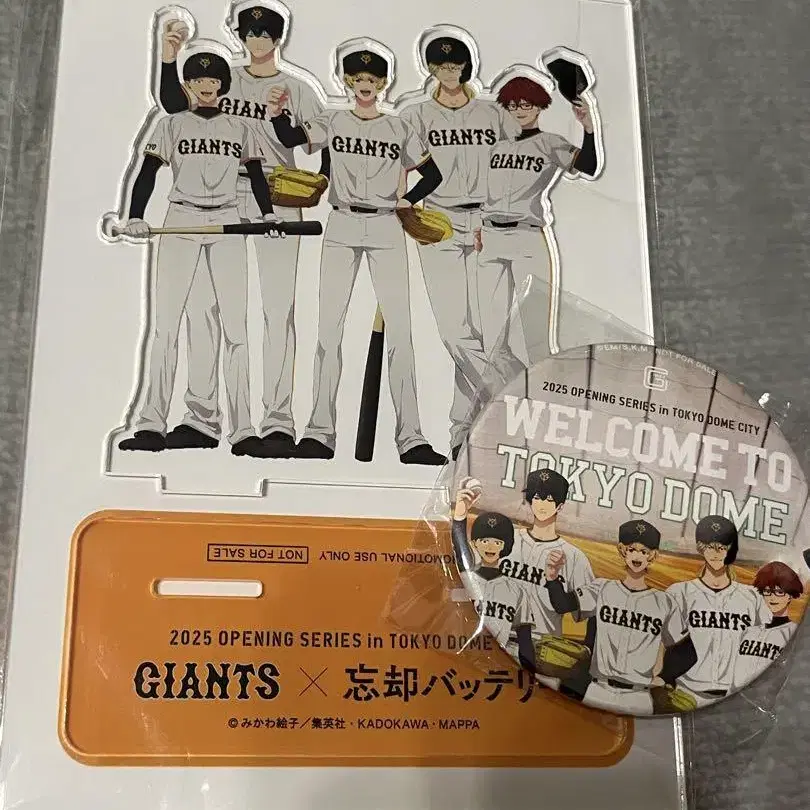 GIANTS
GIANTS
GIANTS
GIANTS
GIANTS
NOT FOR SALE
PROMOTIONAL USE ONLY
2025 OPENING SERIES in TOKYO DOME
GIANTS × 忘却バッテリ
©みかわ絵子／集英社・KADOKAWA・MAPPA
NOT FOR SALE
G
2025 OPENING SERIES in TOKYO DOME CITY
WELCOME TO
TOKYO DOME
GIANTS
GIANTS
GIANTS